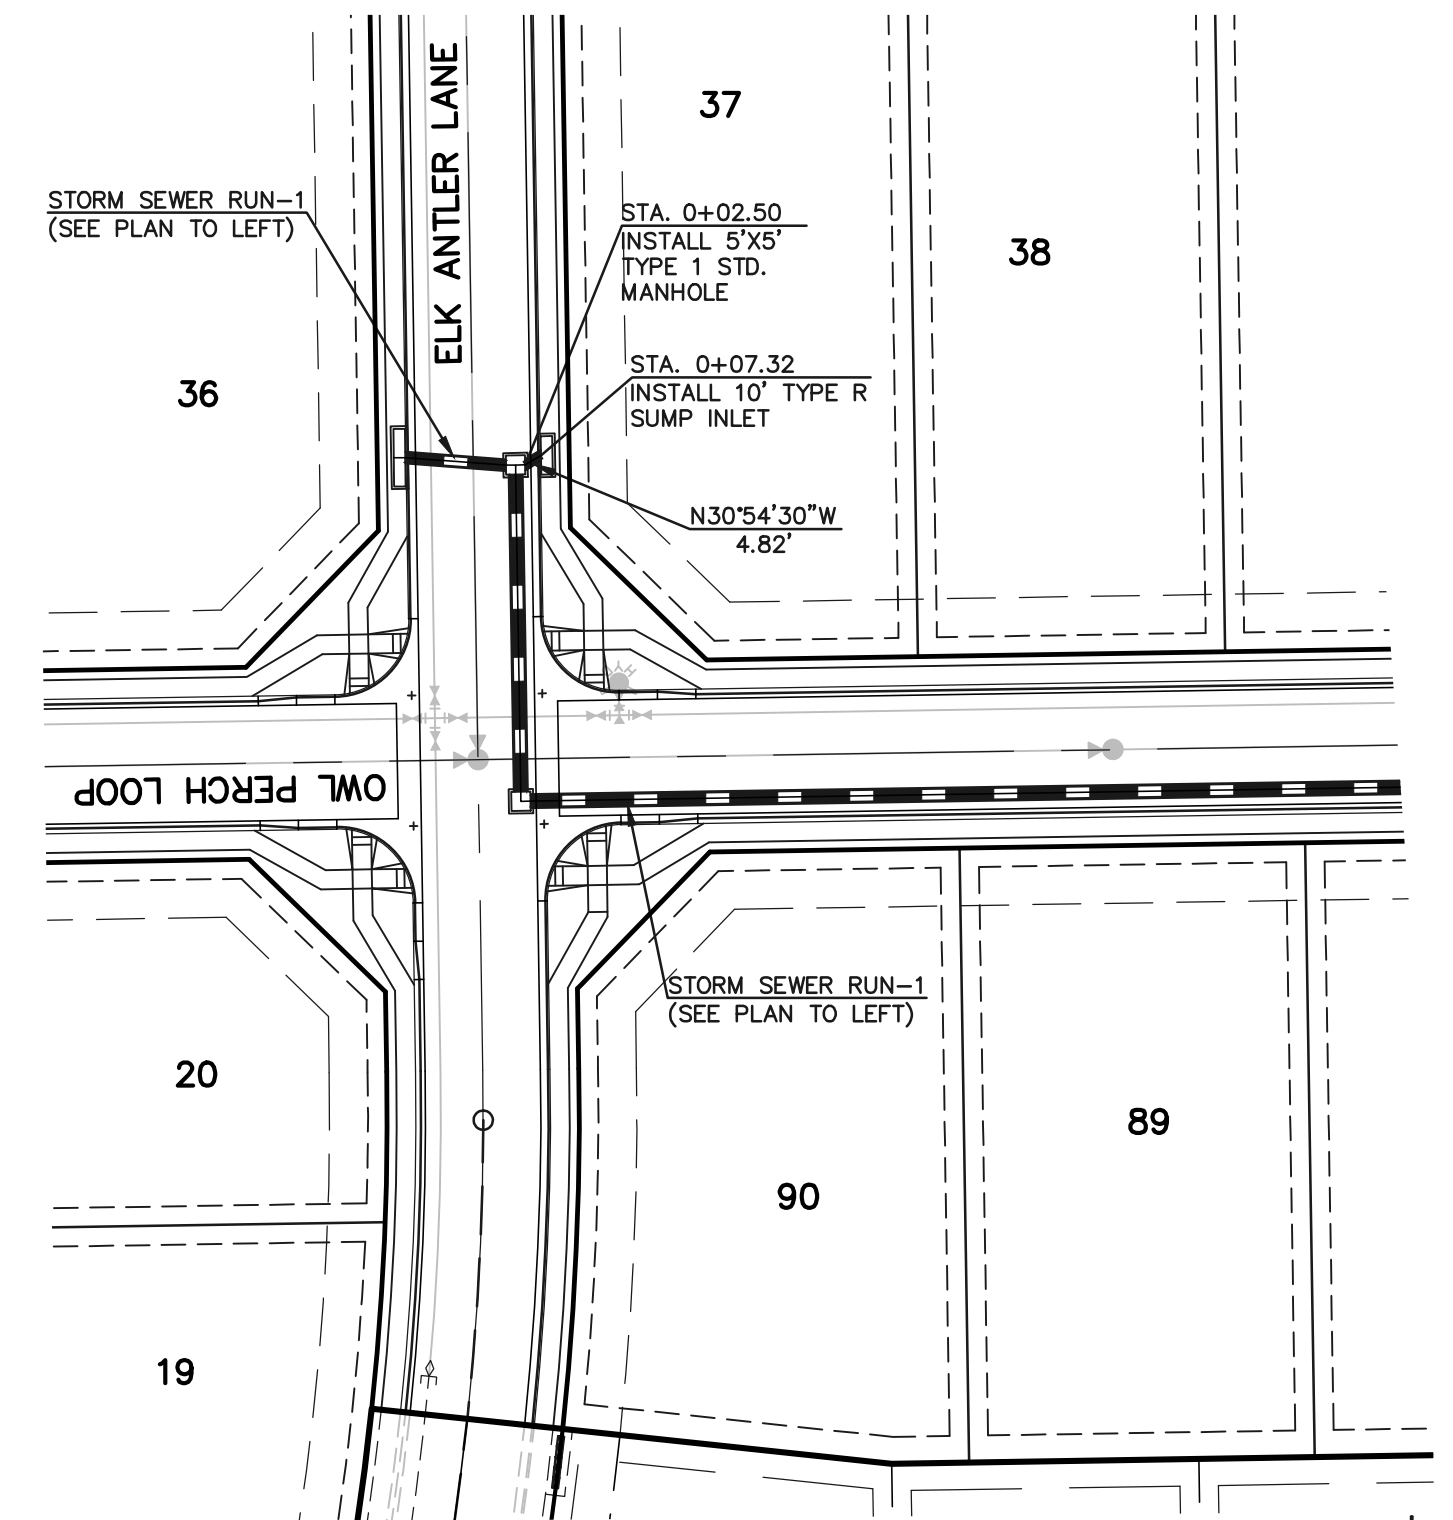 ELK ANTLER LANE
37
STORM SEWER RUN-1
(SEE PLAN TO LEFT)
STA. 0+02.50
INSTALL 5'X5'
TYPE 1 STD.
MANHOLE
38
STA. 0+07.32
INSTALL 10' TYPE R
SUMP INLET
36
N30°54'30"W
4.82'
OWL PERCH LOOP
STORM SEWER RUN-1
(SEE PLAN TO LEFT)
20
89
90
19